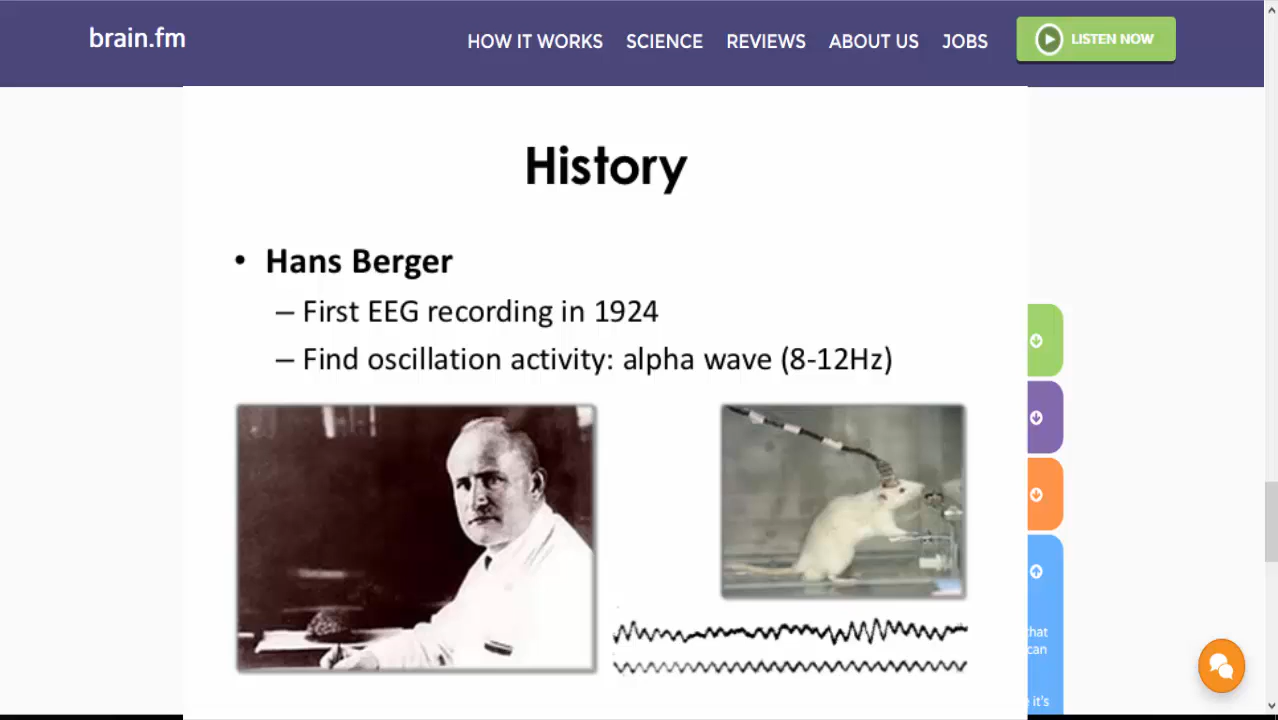 brain.fm
HOW IT WORKS SCIENCE REVIEWS ABOUT US JOBS LISTEN NOW
History
• Hans Berger
– First EEG recording in 1924
– Find oscillation activity: alpha wave (8-12Hz)
that
can
it's